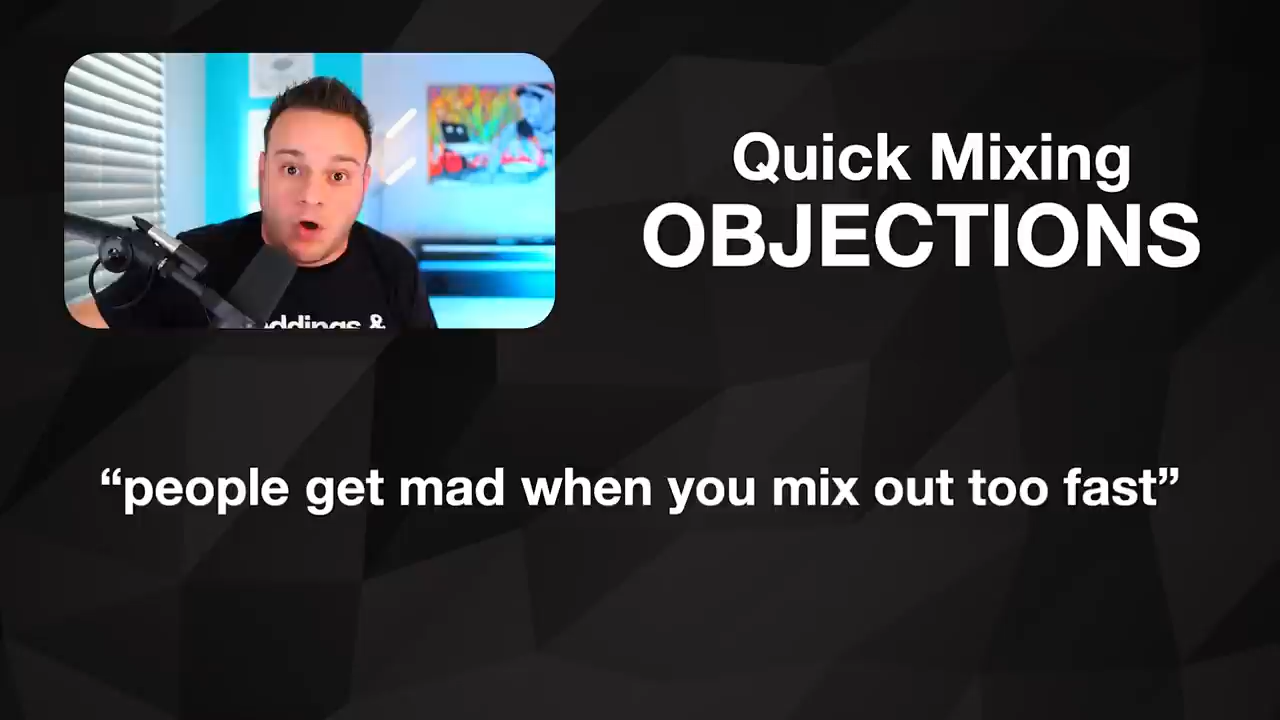 Quick Mixing
OBJECTIONS
“people get mad when you mix out too fast”